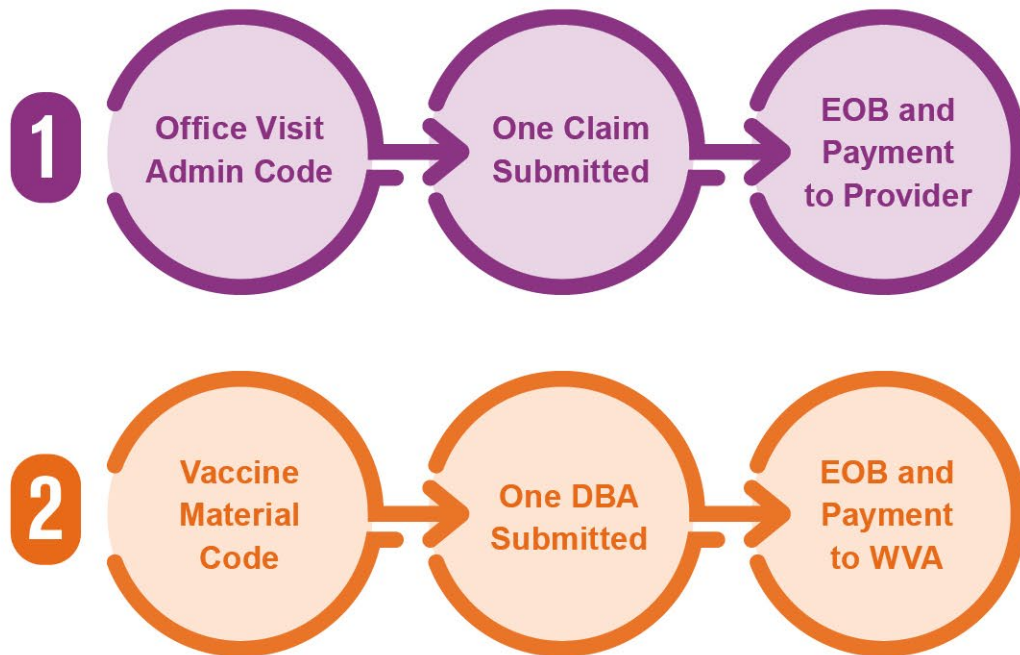 1
Office Visit
Admin Code
One Claim
Submitted
EOB and
Payment
to Provider
2
Vaccine
Material
Code
One DBA
Submitted
EOB and
Payment
to WVA